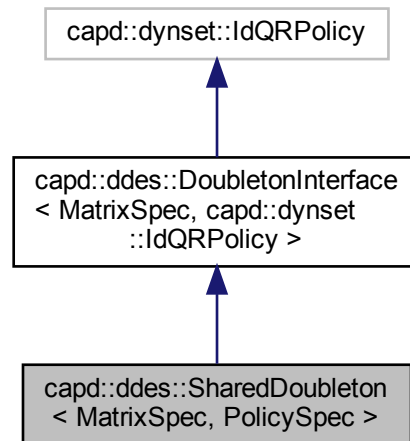 capd::dynset::IdQRPolicy
capd::ddes::DoubletonInterface
< MatrixSpec, capd::dynset
::IdQRPolicy >
capd::ddes::SharedDoubleton
< MatrixSpec, PolicySpec >